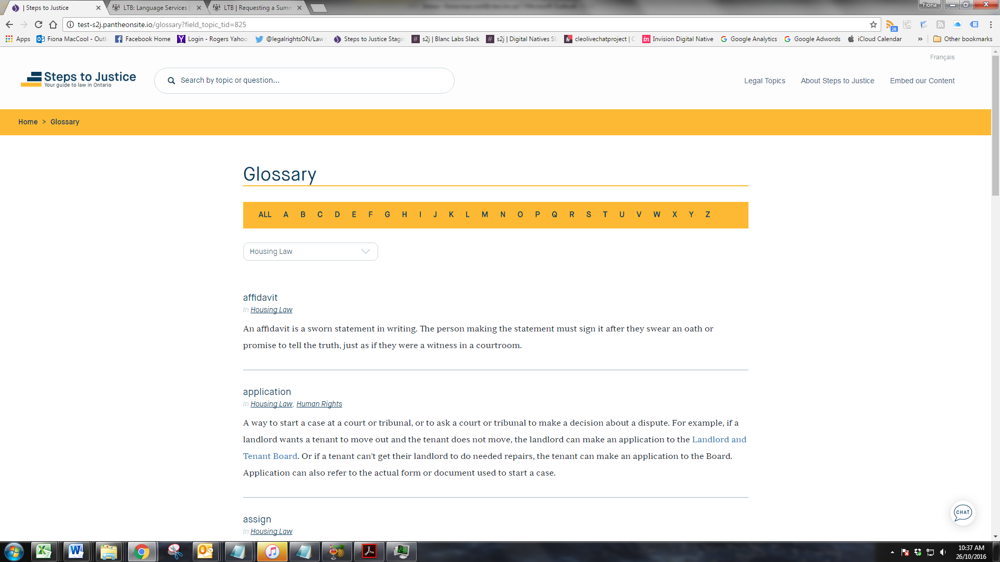 Fiona
| Steps to Justice
LTB: Language Services |
LTB | Requesting a Summ
test-s2j.pantheonsite.io/glossary?field_topic_tid=825
28
Apps
Fiona MacCool - Outl
Facebook Home
Login - Rogers Yahoo
@legalrightsON/Law
Steps to Justice Stagin
s2j | Blanc Labs Slack
s2j | Digital Natives Sl
cleolivechatproject | C
Invision Digital Native
Google Analytics
Google Adwords
iCloud Calendar
»
Other bookmarks
Français
Steps to Justice
Your guide to law in Ontario
Search by topic or question...
Legal Topics
About Steps to Justice
Embed our Content
Home > Glossary
Glossary
ALL A B C D E F G H I J K L M N O P Q R S T U V W X Y Z
Housing Law
affidavit
In Housing Law
An affidavit is a sworn statement in writing. The person making the statement must sign it after they swear an oath or
promise to tell the truth, just as if they were a witness in a courtroom.
application
In Housing Law, Human Rights
A way to start a case at a court or tribunal, or to ask a court or tribunal to make a decision about a dispute. For example, if a
landlord wants a tenant to move out and the tenant does not move, the landlord can make an application to the Landlord and
Tenant Board. Or if a tenant can't get their landlord to do needed repairs, the tenant can make an application to the Board.
Application can also refer to the actual form or document used to start a case.
assign
In Housing Law
CHAT
10:37 AM
26/10/2016